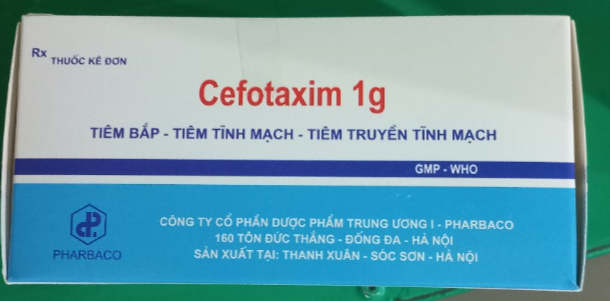 Rx THUỐC KÊ ĐƠN
Cefotaxim 1g
TIÊM BẮP - TIÊM TĨNH MẠCH - TIÊM TRUYỀN TĨNH MẠCH
GMP - WHO
CÔNG TY CỔ PHẦN DƯỢC PHẨM TRUNG ƯƠNG I - PHARBACO
160 TÔN ĐỨC THẮNG - ĐỐNG ĐA - HÀ NỘI
SẢN XUẤT TẠI: THANH XUÂN - SÓC SƠN - HÀ NỘI
PHARBACO